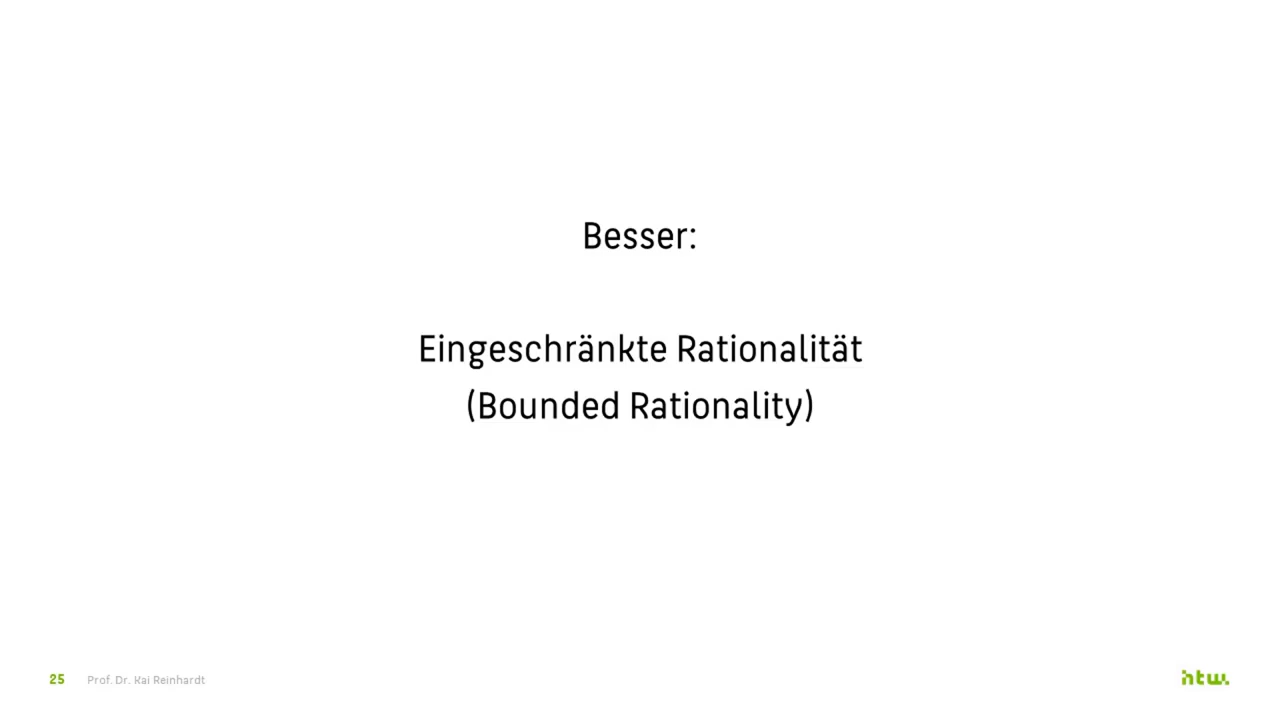 Besser:
Eingeschränkte Rationalität
(Bounded Rationality)
25 Prof. Dr. Kai Reinhardt
htw.